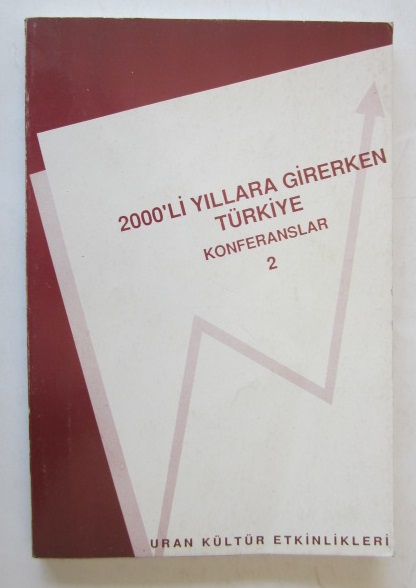 2000'Lİ YILLARA GİRERKEN
TÜRKİYE
KONFERANSLAR
2
URAN KÜLTÜR ETKİNLİKLERİ